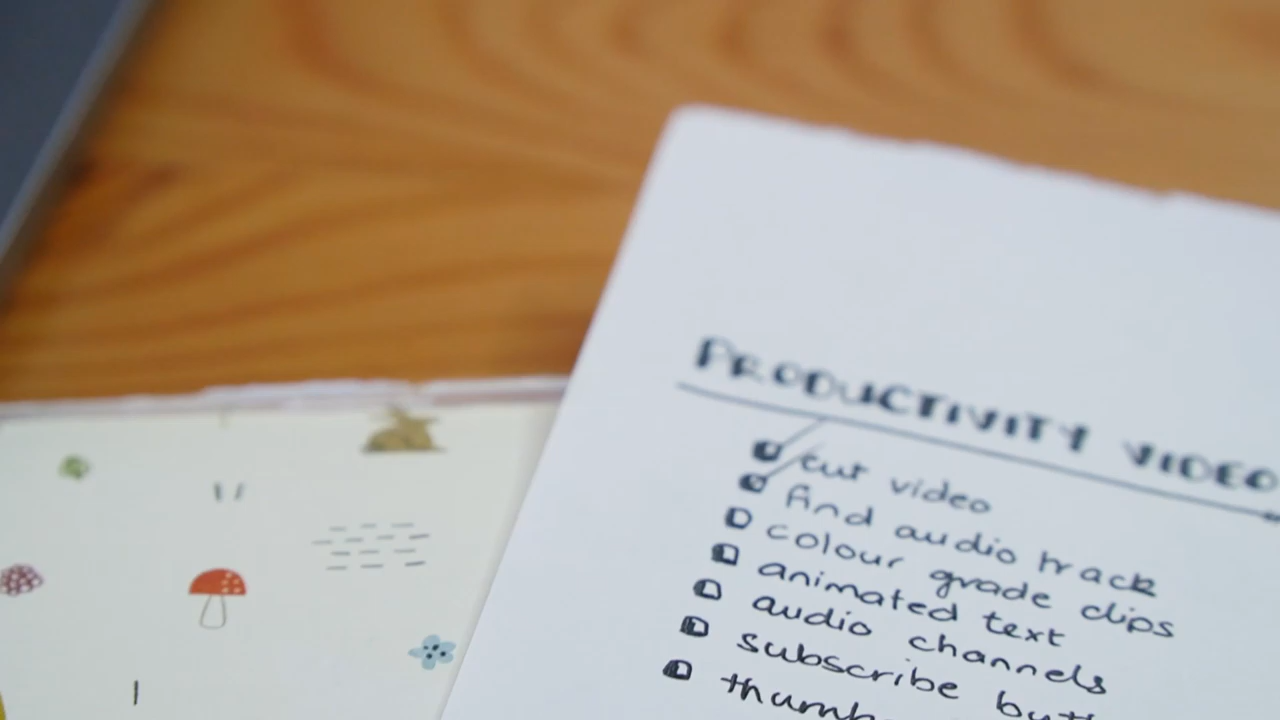 PRODUCTIVITY VIDEO
cut video
find audio track
colour grade clips
animated text
audio channels
subscribe